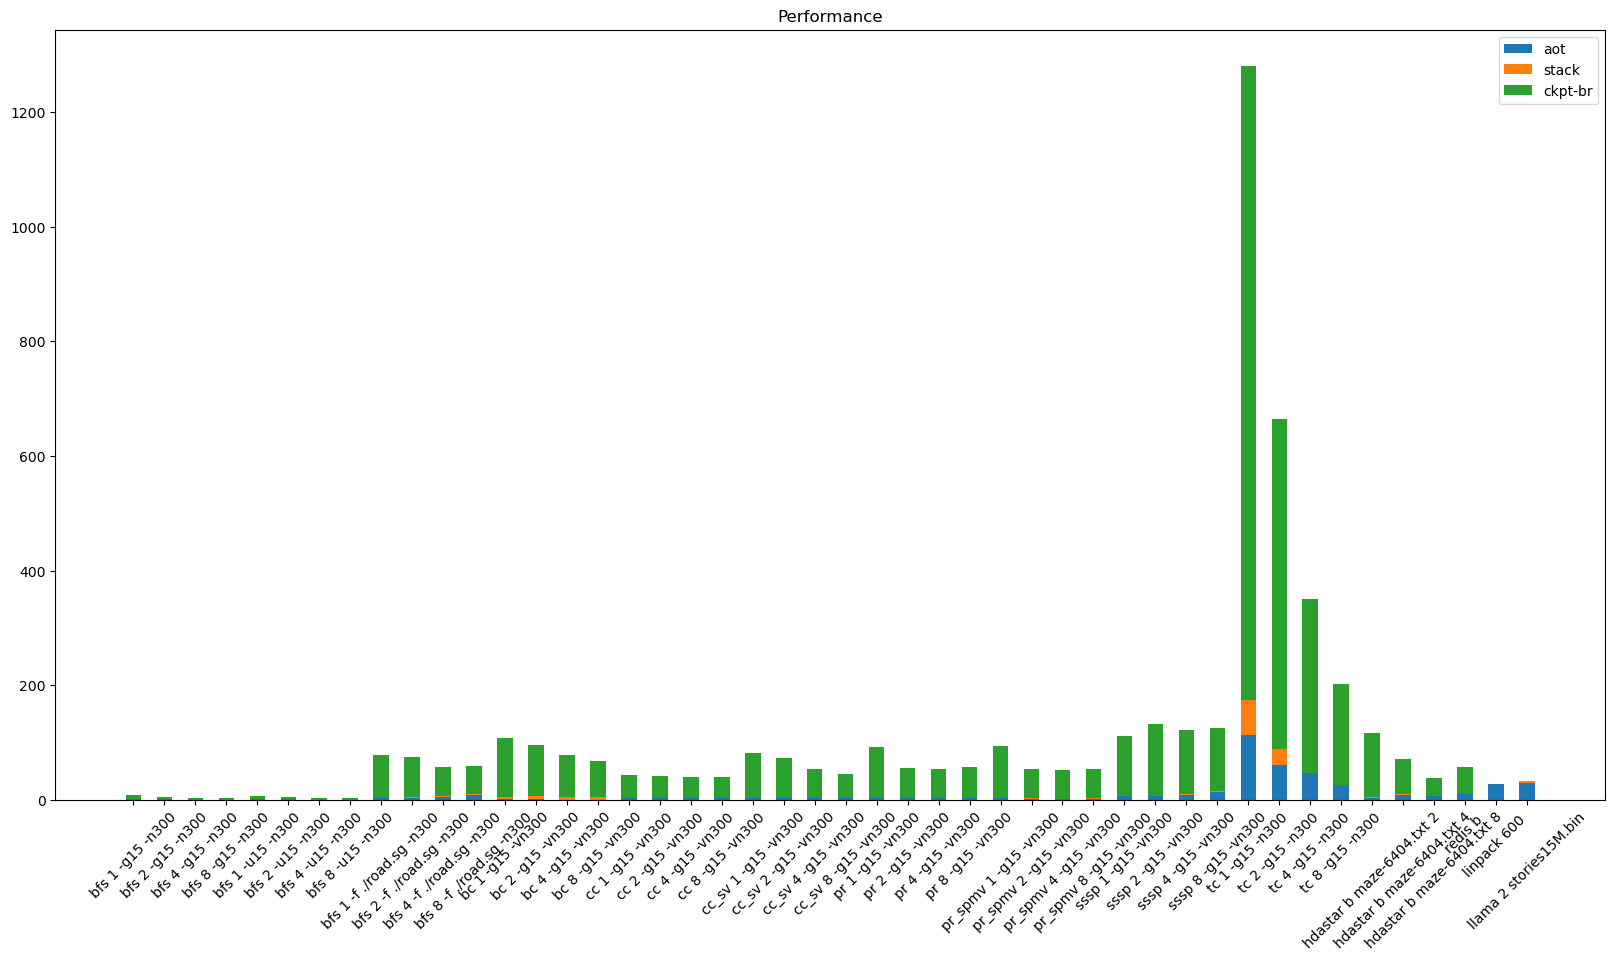 Performance
aot
stack
ckpt-br
1200
1000
800
600
400
200
0
bfs 1 -g15 -n300
bfs 2 -g15 -n300
bfs 4 -g15 -n300
bfs 8 -g15 -n300
bfs 1 -u15 -n300
bfs 2 -u15 -n300
bfs 4 -u15 -n300
bfs 8 -u15 -n300
bfs 1 -f ./road.sg -n300
bfs 2 -f ./road.sg -n300
bfs 4 -f ./road.sg -n300
bfs 8 -f ./road.sg -n300
bc 1 -g15 -vn300
bc 2 -g15 -vn300
bc 4 -g15 -vn300
bc 8 -g15 -vn300
cc 1 -g15 -vn300
cc 2 -g15 -vn300
cc 4 -g15 -vn300
cc 8 -g15 -vn300
cc_sv 1 -g15 -vn300
cc_sv 2 -g15 -vn300
cc_sv 4 -g15 -vn300
cc_sv 8 -g15 -vn300
pr 1 -g15 -vn300
pr 2 -g15 -vn300
pr 4 -g15 -vn300
pr 8 -g15 -vn300
pr_spmv 1 -g15 -vn300
pr_spmv 2 -g15 -vn300
pr_spmv 4 -g15 -vn300
pr_spmv 8 -g15 -vn300
sssp 1 -g15 -vn300
sssp 2 -g15 -vn300
sssp 4 -g15 -vn300
sssp 8 -g15 -vn300
tc 1 -g15 -n300
tc 2 -g15 -n300
tc 4 -g15 -n300
tc 8 -g15 -n300
hdastar b maze-6404.txt 2
hdastar b maze-6404.txt 4
hdastar b maze-6404.txt 8
redis b
linpack 600
llama 2 stories15M.bin